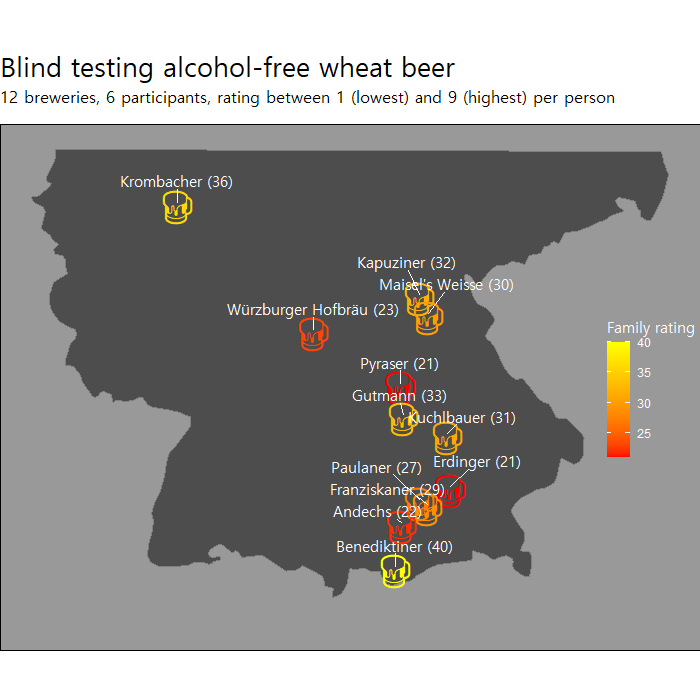 Blind testing alcohol-free wheat beer
12 breweries, 6 participants, rating between 1 (lowest) and 9 (highest) per person
Krombacher (36)
Kapuziner (32)
Maisel's Weisse (30)
Würzburger Hofbräu (23)
Family rating
40
35
30
25
Pyraser (21)
Gutmann (33)
Kuchlbauer (31)
Erdinger (21)
Paulaner (27)
Franziskaner (29)
Andechs (22)
Benediktiner (40)